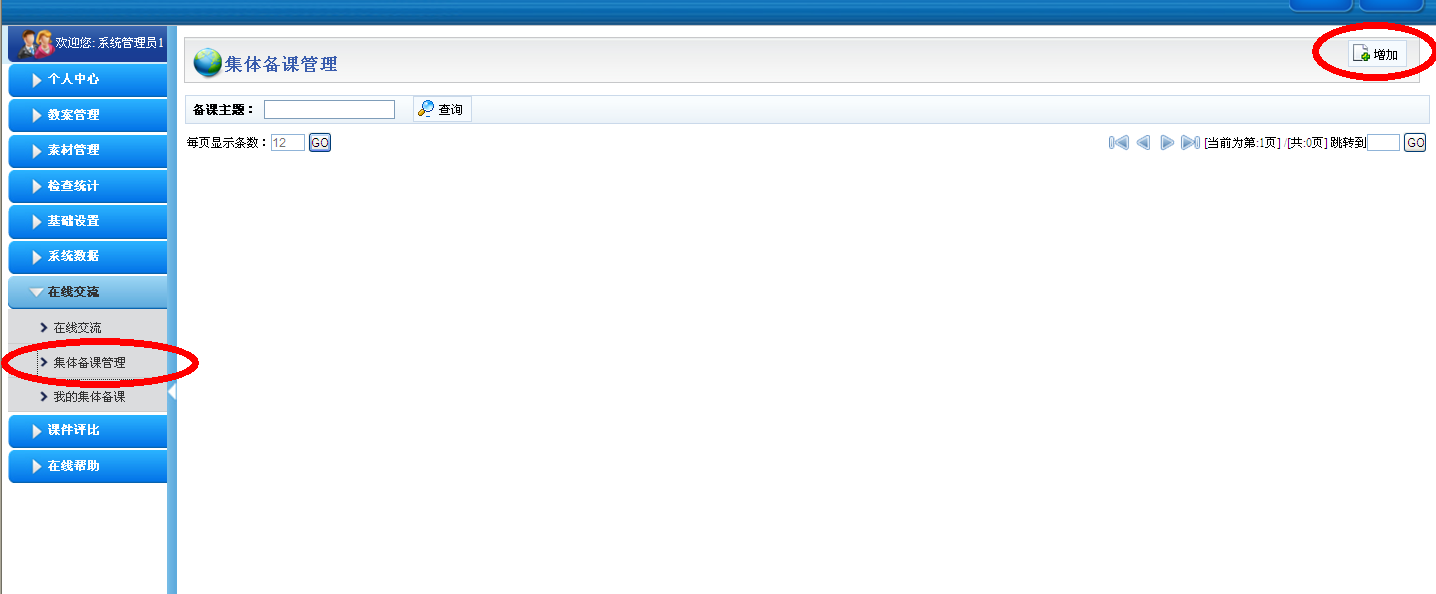 欢迎您: 系统管理员1
个人中心
教案管理
素材管理
检查统计
基础设置
系统数据
在线交流
在线交流
集体备课管理
我的集体备课
课件评比
在线帮助
集体备课管理
增加
备课主题： 查询
每页显示条数：12 GO
[当前为第:1页] /[共:0页] 跳转到 GO